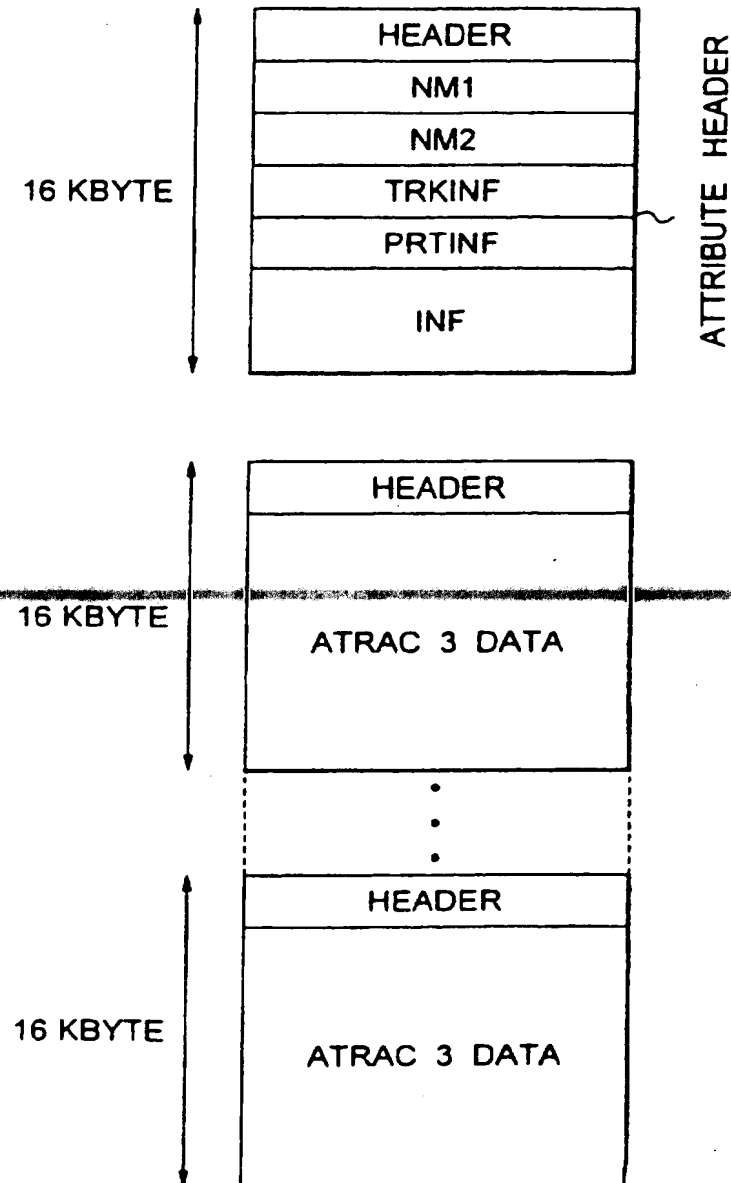 HEADER
NM1
NM2
16 KBYTE
TRKINF
PRTINF
INF
ATTRIBUTE HEADER
HEADER
16 KBYTE
ATRAC 3 DATA
HEADER
16 KBYTE
ATRAC 3 DATA